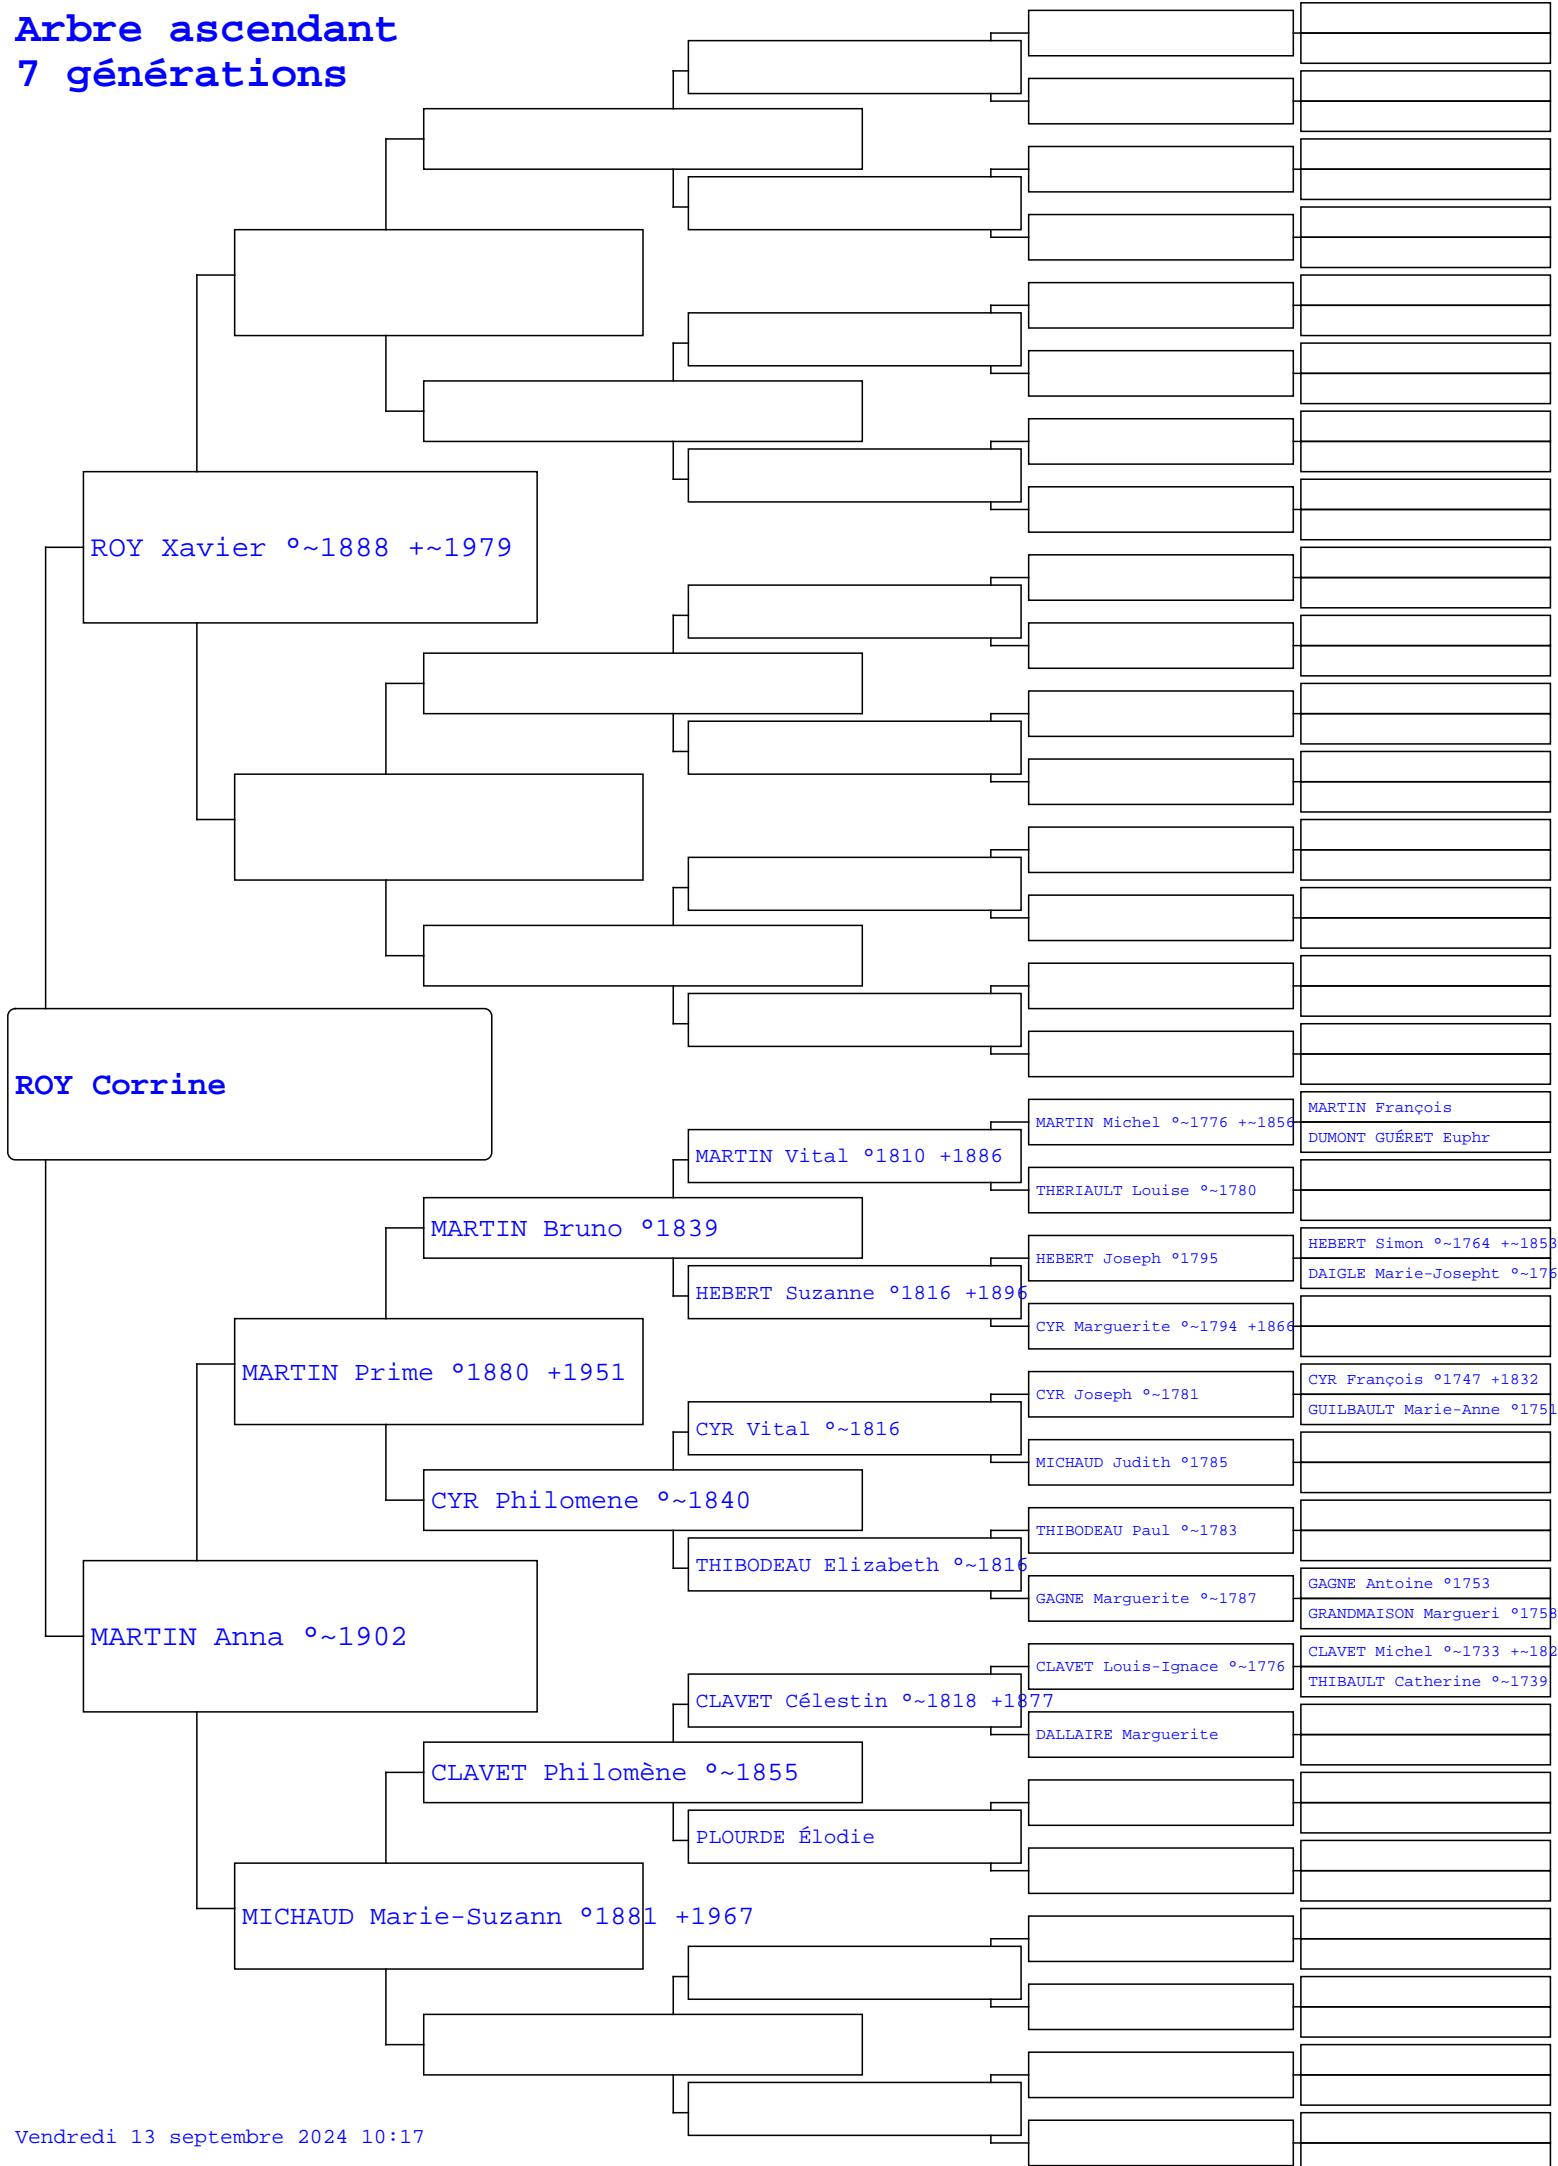 Arbre ascendant
7 générations
ROY Xavier °~1888 +~1979
ROY Corrine
MARTIN Michel °~1776 +~1856
MARTIN François
DUMONT GUÉRET Euphr
MARTIN Vital °1810 +1886
THERIAULT Louise °~1780
MARTIN Bruno °1839
HEBERT Joseph °1795
HEBERT Simon °~1764 +~1853
DAIGLE Marie-Josepht °~176
HEBERT Suzanne °1816 +1896
CYR Marguerite °~1794 +1866
MARTIN Prime °1880 +1951
CYR Joseph °~1781
CYR François °1747 +1832
GUILBAULT Marie-Anne °1751
CYR Vital °~1816
MICHAUD Judith °1785
CYR Philomene °~1840
THIBODEAU Paul °~1783
THIBODEAU Elizabeth °~1816
GAGNE Marguerite °~1787
GAGNE Antoine °1753
GRANDMAISON Margueri °1758
MARTIN Anna °~1902
CLAVET Louis-Ignace °~1776
CLAVET Michel °~1733 +~182
THIBAULT Catherine °~1739
CLAVET Célestin °~1818 +1877
DALLAIRE Marguerite
CLAVET Philomène °~1855
PLOURDE Élodie
MICHAUD Marie-Suzann °1881 +1967
Vendredi 13 septembre 2024 10:17